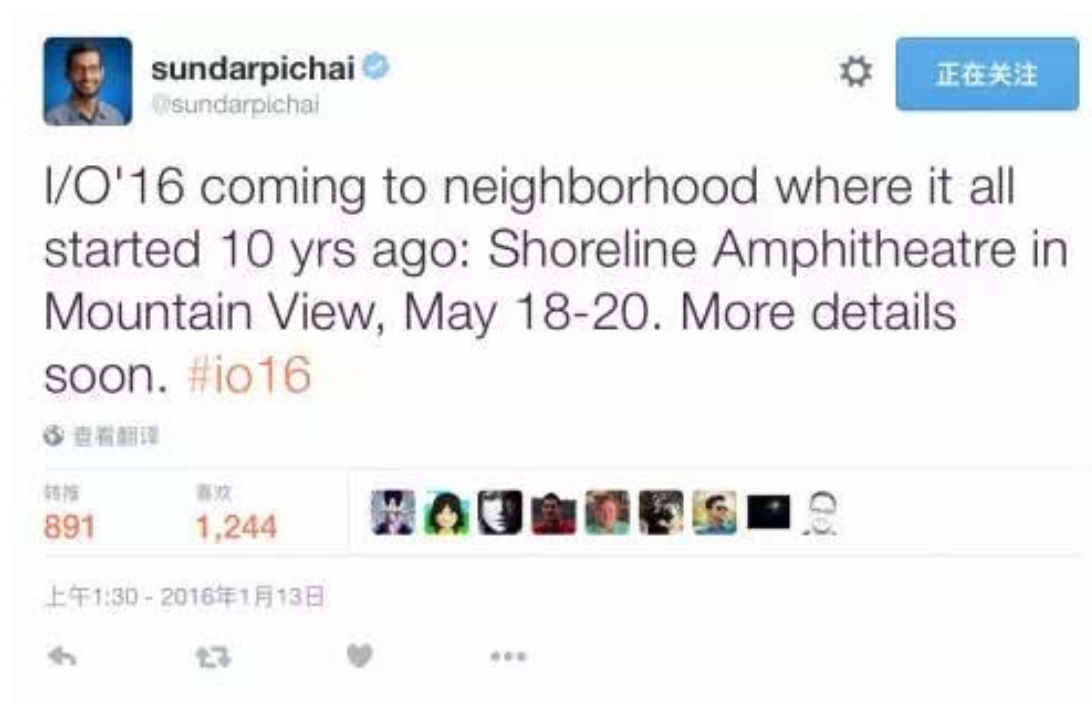 sundarpichai
正在关注
@sundarpichai
I/O'16 coming to neighborhood where it all
started 10 yrs ago: Shoreline Amphitheatre in
Mountain View, May 18-20. More details
soon. #io16
查看翻译
转推
喜欢
891
1,244
上午1:30 - 2016年1月13日